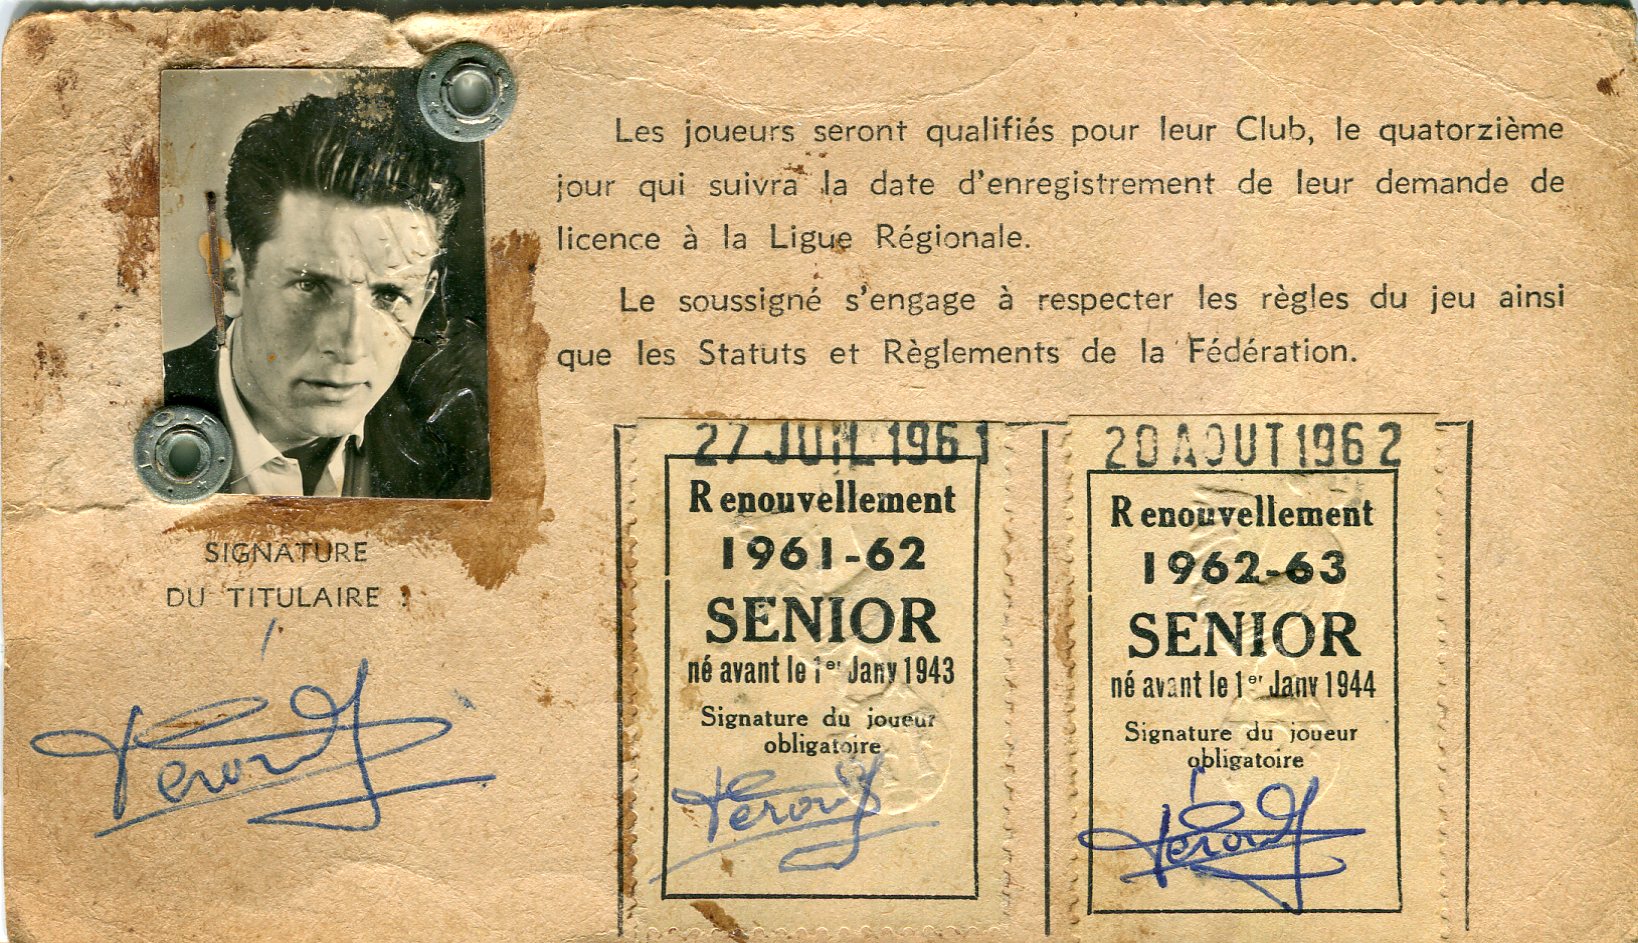 Les joueurs seront qualifiés pour leur Club, le quatorzième
jour qui suivra la date d'enregistrement de leur demande de
licence à la Ligue Régionale.
Le soussigné s'engage à respecter les règles du jeu ainsi
que les Statuts et Règlements de la Fédération.
SIGNATURE
DU TITULAIRE :
27 JUIL 1961
Renouvellement
1961-62
SENIOR
né avant le 1er Janv 1943
Signature du joueur
obligatoire
20 AOUT 1962
Renouvellement
1962-63
SENIOR
né avant le 1er Janv 1944
Signature du joueur
obligatoire